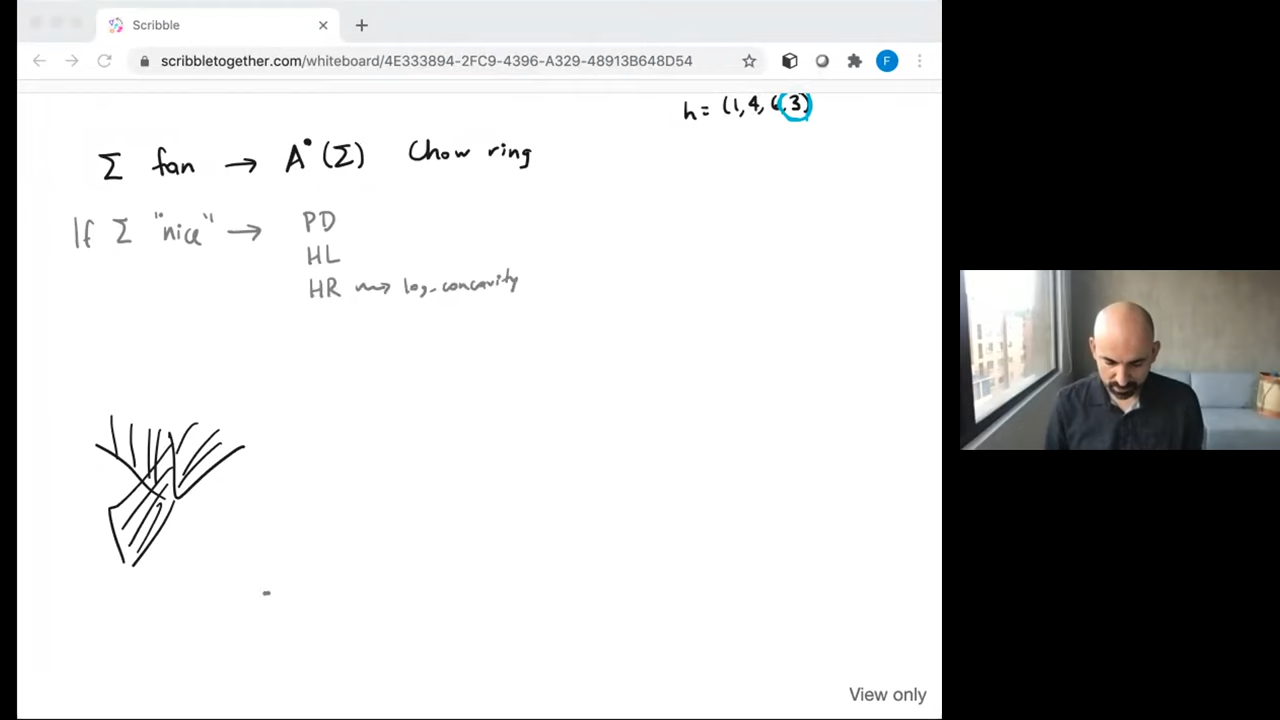 Scribble
scribbletogether.com/whiteboard/4E333894-2FC9-4396-A329-48913B648D54
F
h = (1, 4, 6, 3)
Σ fan → A•(Σ) Chow ring
If Σ "nice" → PD
HL
HR ⟿ log-concavity
View only